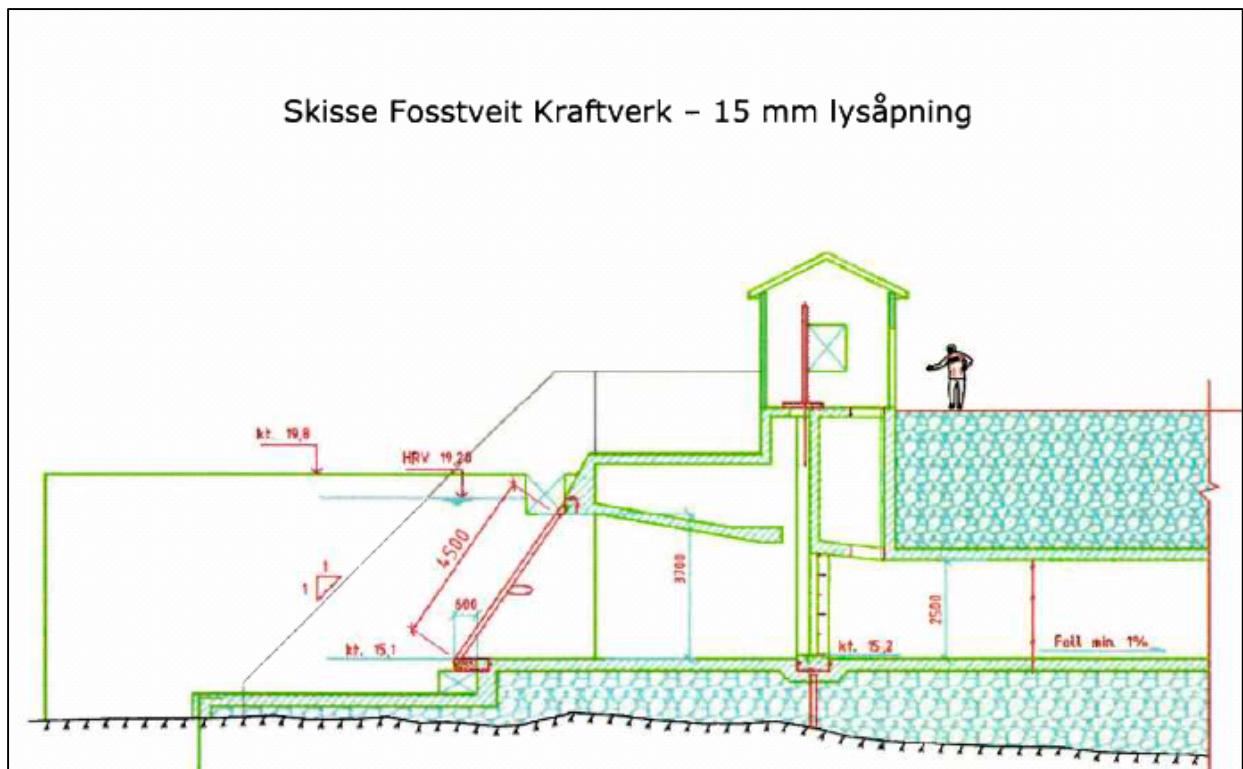 Skisse Fosstveit Kraftverk – 15 mm lysåpning
kt. 19,8
HRV 19,20
4500
1
1
600
3700
2500
kt. 15,1
kt. 15,2
Fall min. 1‰